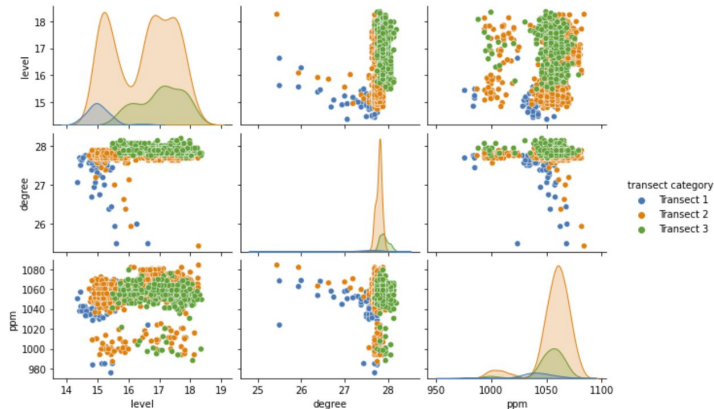 18
17
16
15
level
28
27
26
degree
1080
1060
1040
1020
1000
980
ppm
14 15 16 17 18 19
level
25 26 27 28
degree
950 1000 1050 1100
ppm
transect category
Transect 1
Transect 2
Transect 3